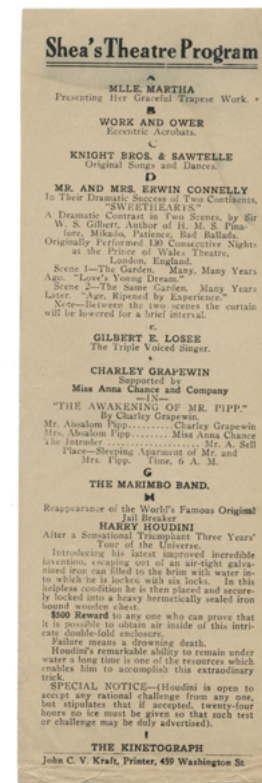 Shea's Theatre Program
A
MLLE. MARTHA
Presenting Her Graceful Trapese Work.
B
WORK AND OWER
Eccentric Acrobats.
C
KNIGHT BROS. & SAWTELLE
Original Songs and Dances.
D
MR. AND MRS. ERWIN CONNELLY
In Their Dramatic Success of Two Continents,
"SWEETHEARTS."
A Dramatic Contrast in Two Scenes, by Sir
W. S. Gilbert, Author of H. M. S. Pina-
fore, Mikado, Patience, Bad Ballads.
Originally Performed 130 Consecutive Nights
at the Prince of Wales Theatre,
London, England.
Scene 1—The Garden. Many, Many Years
Ago. "Love's Young Dream."
Scene 2—The Same Garden. Many Years
Later. "Age, Ripened by Experience."
Note—Between the two scenes the curtain
will be lowered for a brief interval.
E.
GILBERT E. LOSEE
The Triple Voiced Singer.
CHARLEY GRAPEWIN
Supported by
Miss Anna Chance and Company
—IN—
"THE AWAKENING OF MR. PIPP."
By Charley Grapewin.
Mr. Absalom Pipp..........Charley Grapewin
Mrs. Absalom Pipp........ Miss Anna Chance
The Intruder .................... Mr. A. Sell
Place—Sleeping Aparment of Mr. and
Mrs. Pipp. Time, 6 A. M.
G
THE MARIMBO BAND.
H
Reappearance of the World's Famous Original
Jail Breaker
HARRY HOUDINI
After a Sensational Triumphant Three Years'
Tour of the Universe.
Introducing his latest improved incredible
invention, escaping out of an air-tight galva-
nised iron can filled to the brim with water in-
to which he is locked with six locks. In this
helpless condition he is then placed and secure-
ly locked into a heavy hermetically sealed iron
bound wooden chest.
$500 Reward to any one who can prove that
it is possible to obtain air inside of this intri-
cate double-fold enclosure.
Failure means a drowning death.
Houdini's remarkable ability to remain under
water a long time is one of the resources which
enables him to accomplish this extraodinary
trick.
SPECIAL NOTICE—(Houdini is open to
accept any rational challenge from any one,
but stipulates that if accepted, twenty-four
hours no ice must be given so that such test
or challenge may be duly advertised).
I
THE KINETOGRAPH
John C. V. Kraft, Printer, 459 Washington St